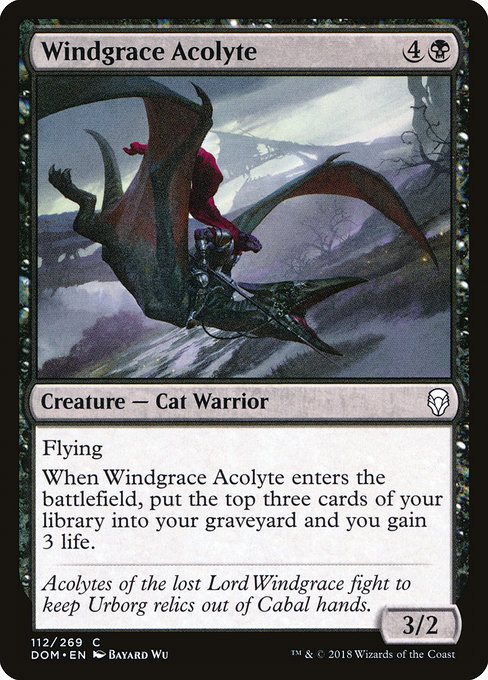 Windgrace Acolyte 4
Creature — Cat Warrior
Flying
When Windgrace Acolyte enters the
battlefield, put the top three cards of your
library into your graveyard and you gain
3 life.
Acolytes of the lost Lord Windgrace fight to
keep Urborg relics out of Cabal hands.
3/2
112/269 C
DOM • EN Bayard Wu
™ & © 2018 Wizards of the Coast